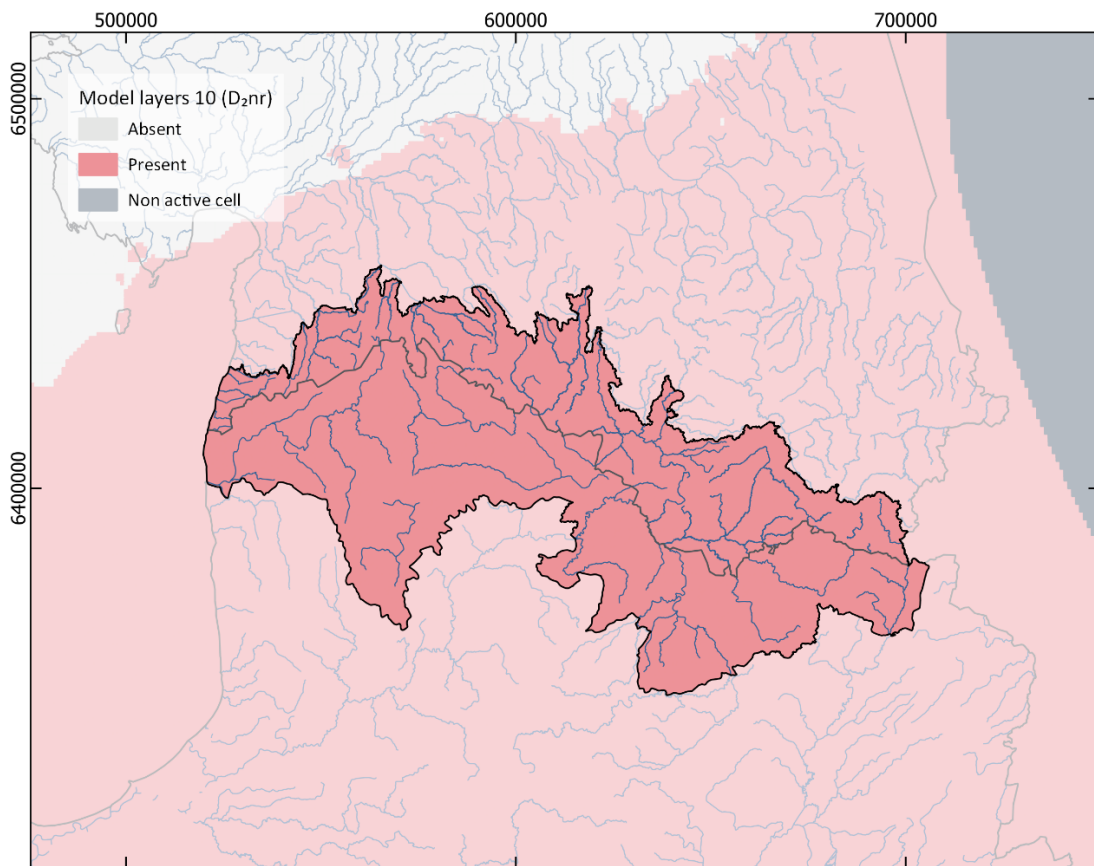 500000
600000
700000
6500000
Model layers 10 (D₂nr)
Absent
Present
Non active cell
6400000